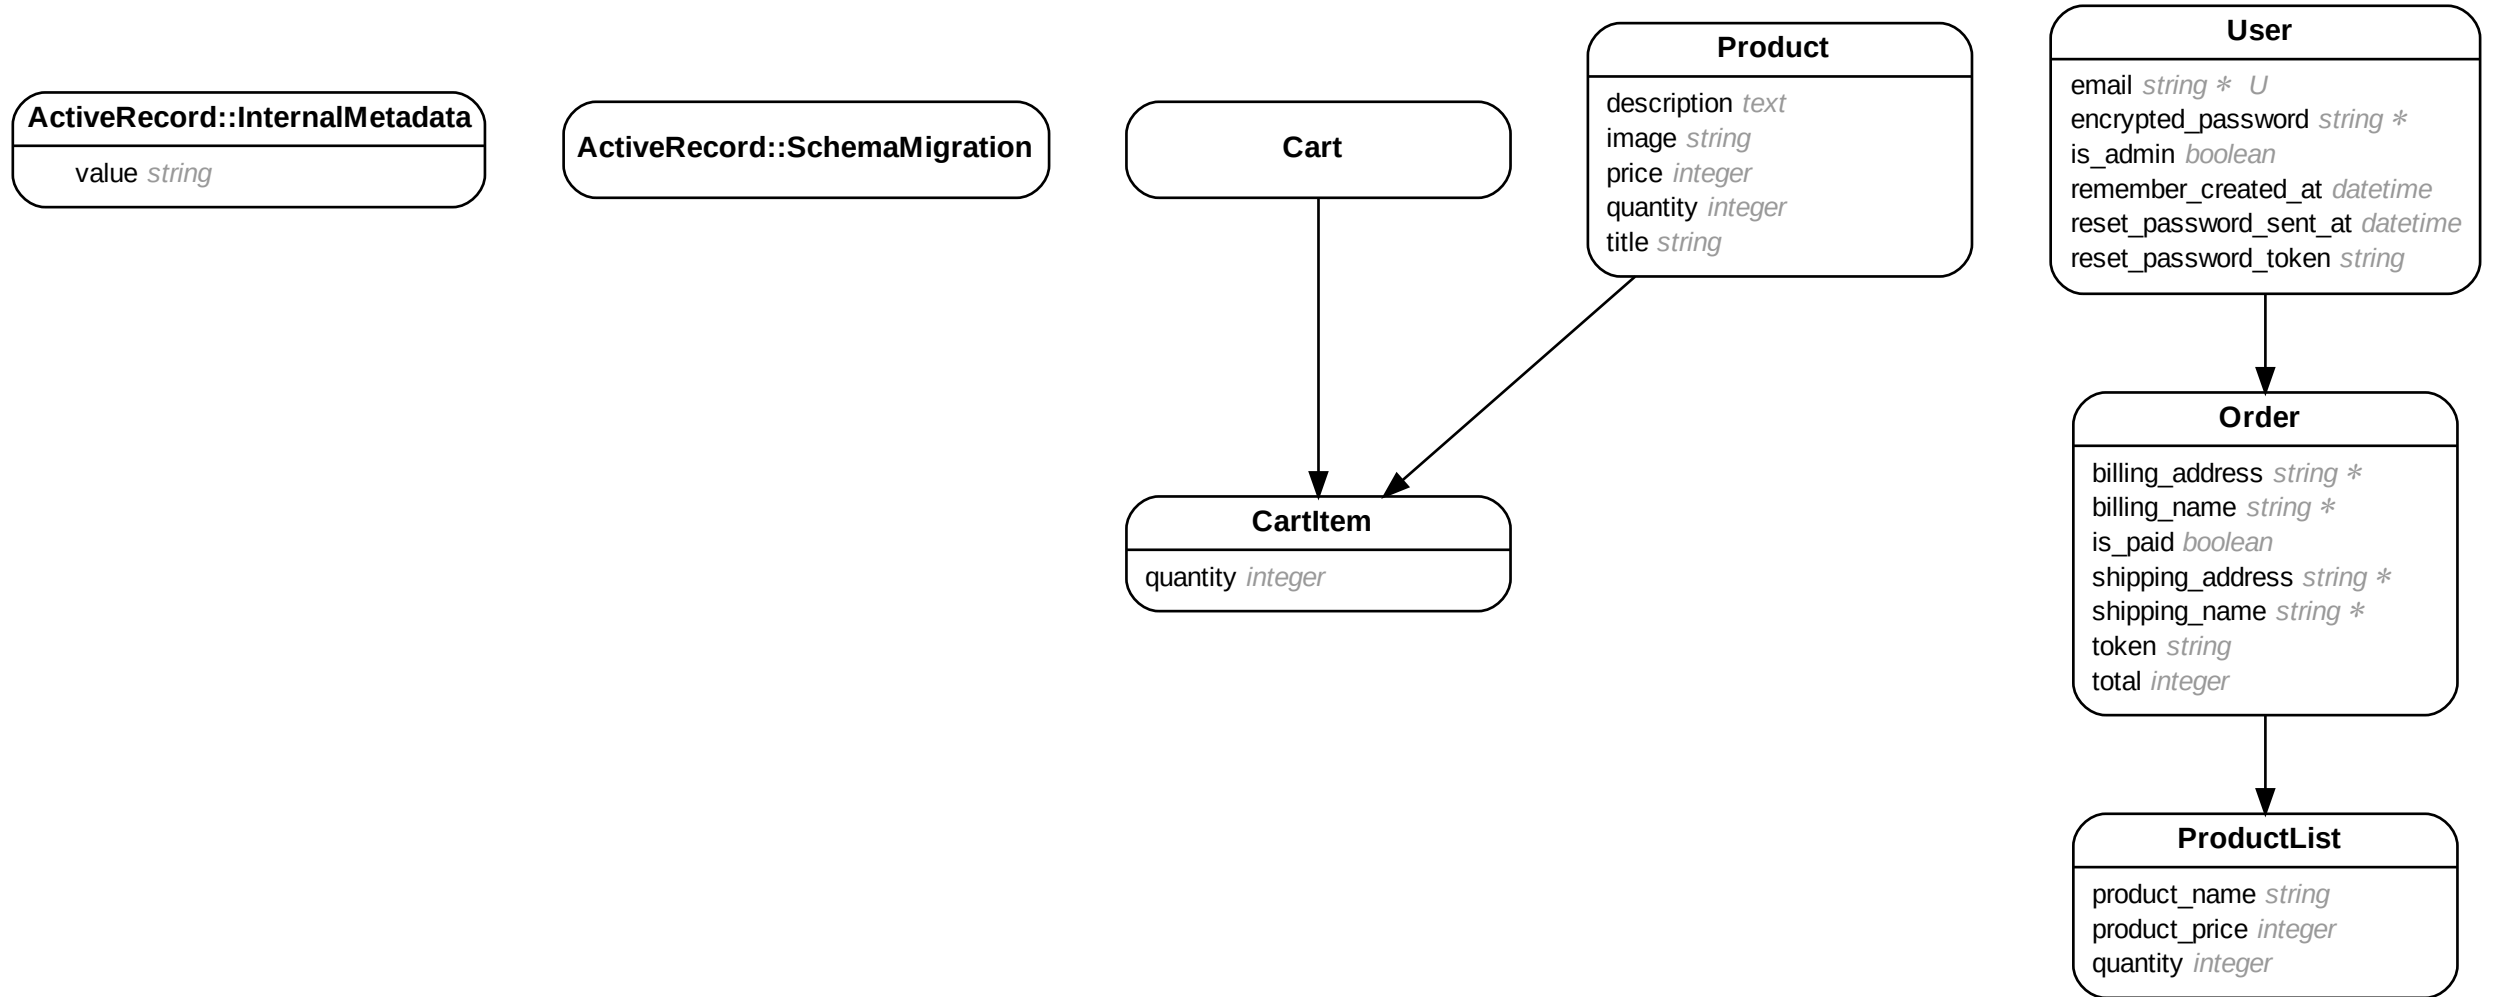 ActiveRecord::InternalMetadata
value string
ActiveRecord::SchemaMigration
Cart
Product
description text
image string
price integer
quantity integer
title string
User
email string * U
encrypted_password string *
is_admin boolean
remember_created_at datetime
reset_password_sent_at datetime
reset_password_token string
CartItem
quantity integer
Order
billing_address string *
billing_name string *
is_paid boolean
shipping_address string *
shipping_name string *
token string
total integer
ProductList
product_name string
product_price integer
quantity integer